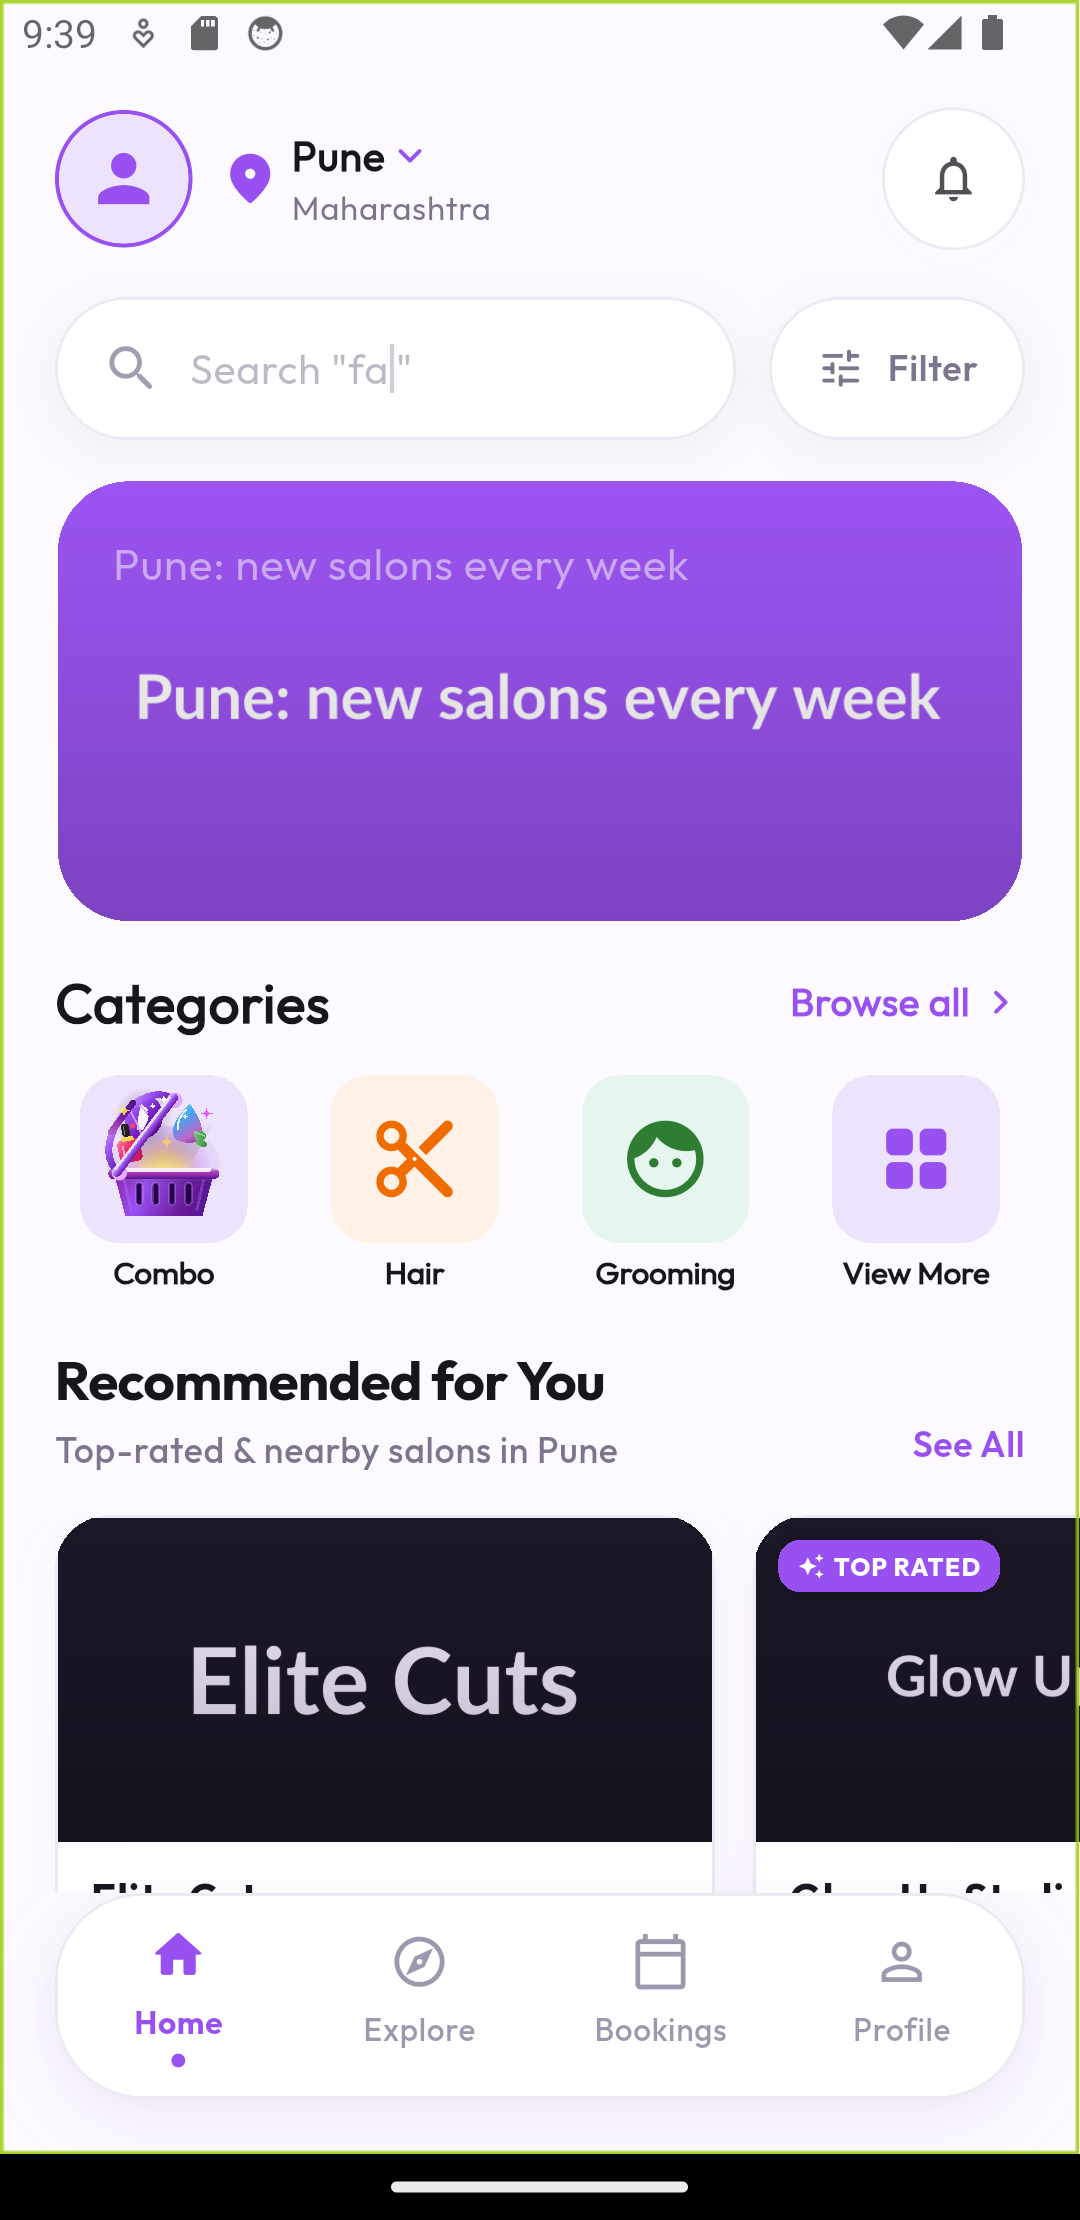 9:39
Pune
Maharashtra
Search "fa|"
Filter
Pune: new salons every week
Pune: new salons every week
Categories
Browse all
Combo
Hair
Grooming
View More
Recommended for You
Top-rated & nearby salons in Pune
See All
TOP RATED
Elite Cuts
Glow U
Home
Explore
Bookings
Profile